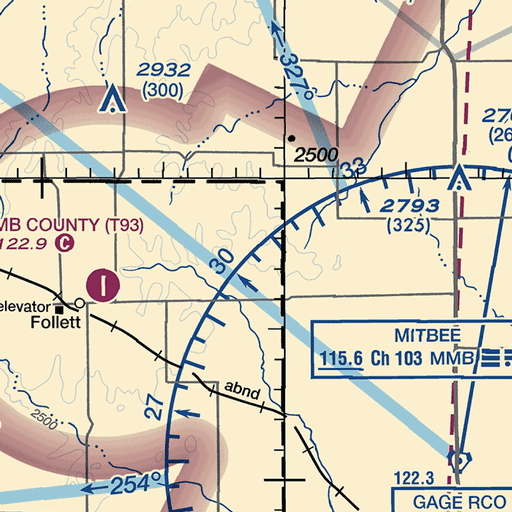 2932
(300)
327°
2500
33
2793
(325)
MB COUNTY (T93)
122.9 C
30
elevator
Follett
MITBEE
115.6 Ch 103 MMB
abnd
27
2500
254°
122.3
GAGE RCO